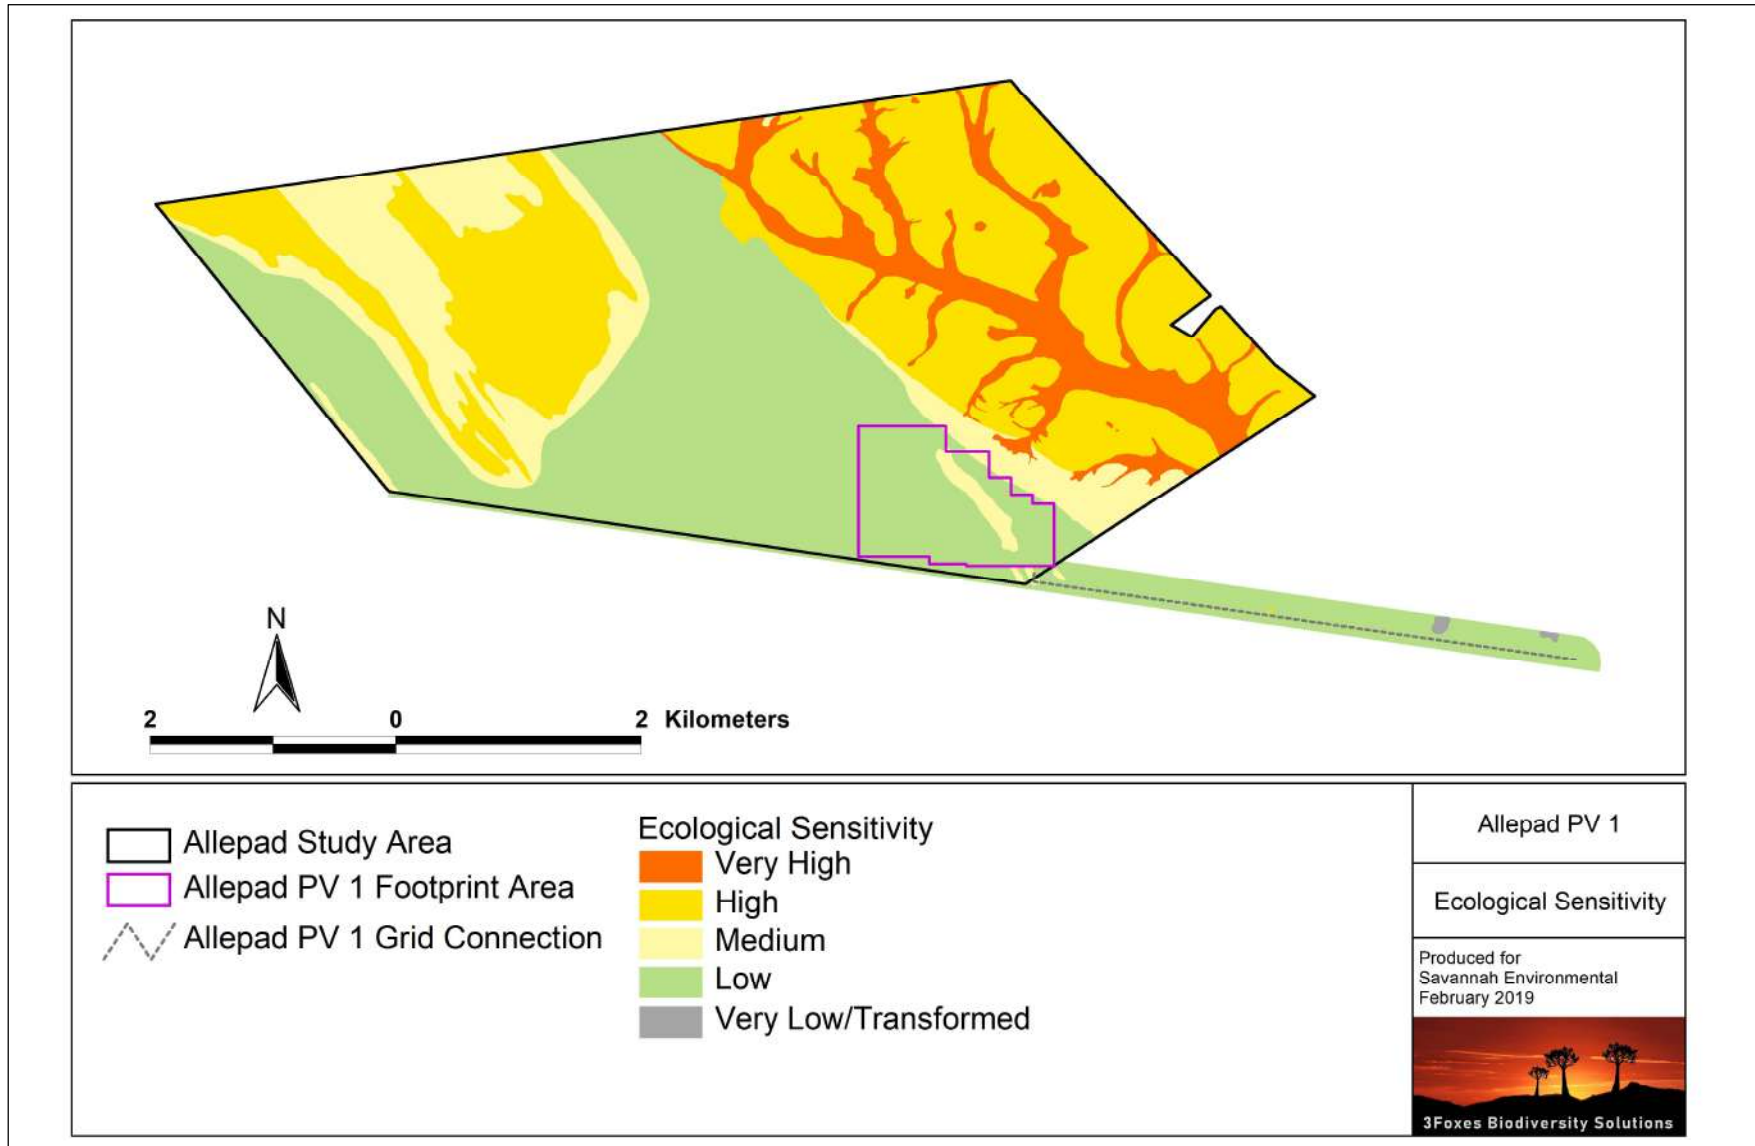 N
2 0 2 Kilometers
Allepad Study Area
Allepad PV 1 Footprint Area
Allepad PV 1 Grid Connection
Ecological Sensitivity
Very High
High
Medium
Low
Very Low/Transformed
Allepad PV 1
Ecological Sensitivity
Produced for
Savannah Environmental
February 2019
3Foxes Biodiversity Solutions